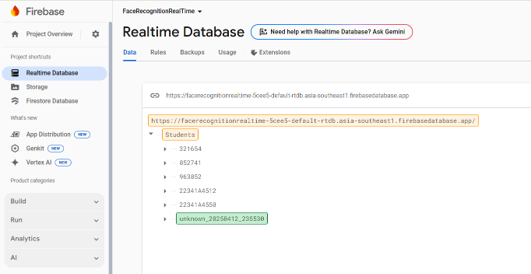 Firebase
Project Overview
Project shortcuts
Realtime Database
Storage
Firestore Database
What's new
App Distribution NEW
Genkit NEW
Vertex AI NEW
Product categories
Build
Run
Analytics
AI
FaceRecognitionRealTime
Realtime Database
Need help with Realtime Database? Ask Gemini
Data Rules Backups Usage Extensions
https://facerecognitionrealtime-5cee5-default-rtdb.asia-southeast1.firebasedatabase.app
https://facerecognitionrealtime-5cee5-default-rtdb.asia-southeast1.firebasedatabase.app/
Students
321654
852741
963852
22341A4512
22341A4558
unknown_20250412_235530